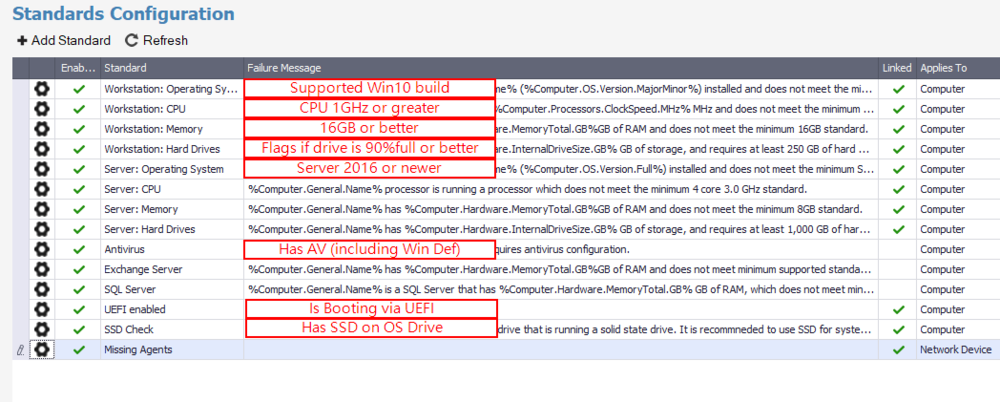 Standards Configuration
+ Add Standard Refresh
Enab... Standard Failure Message Linked Applies To
Workstation: Operating Sy... Supported Win10 build me% (%Computer.OS.Version.MajorMinor%) installed and does not meet the mi... Computer
Workstation: CPU CPU 1GHz or greater %Computer.Processors.ClockSpeed.MHz% MHz and does not meet the minimum ... Computer
Workstation: Memory 16GB or better ware.MemoryTotal.GB%GB of RAM and does not meet the minimum 16GB standard. Computer
Workstation: Hard Drives Flags if drive is 90%full or better ware.InternalDriveSize.GB% GB of storage, and requires at least 250 GB of hard ... Computer
Server: Operating System Server 2016 or newer me% (%Computer.OS.Version.Full%) installed and does not meet the minimum S... Computer
Server: CPU %Computer.General.Name% processor is running a processor which does not meet the minimum 4 core 3.0 GHz standard. Computer
Server: Memory %Computer.General.Name% has %Computer.Hardware.MemoryTotal.GB%GB of RAM and does not meet the minimum 8GB standard. Computer
Server: Hard Drives %Computer.General.Name% has %Computer.Hardware.InternalDriveSize.GB% GB of storage, and requires at least 1,000 GB of har... Computer
Antivirus Has AV (including Win Def) quires antivirus configuration. Computer
Exchange Server %Computer.General.Name% has %Computer.Hardware.MemoryTotal.GB%GB of RAM and does not meet minimum supported standa... Computer
SQL Server %Computer.General.Name% is a SQL Server that has %Computer.Hardware.MemoryTotal.GB% GB of RAM, which does not meet min... Computer
UEFI enabled Is Booting via UEFI Computer
SSD Check Has SSD on OS Drive drive that is running a solid state drive. It is recommneded to use SSD for syste... Computer
Missing Agents Network Device